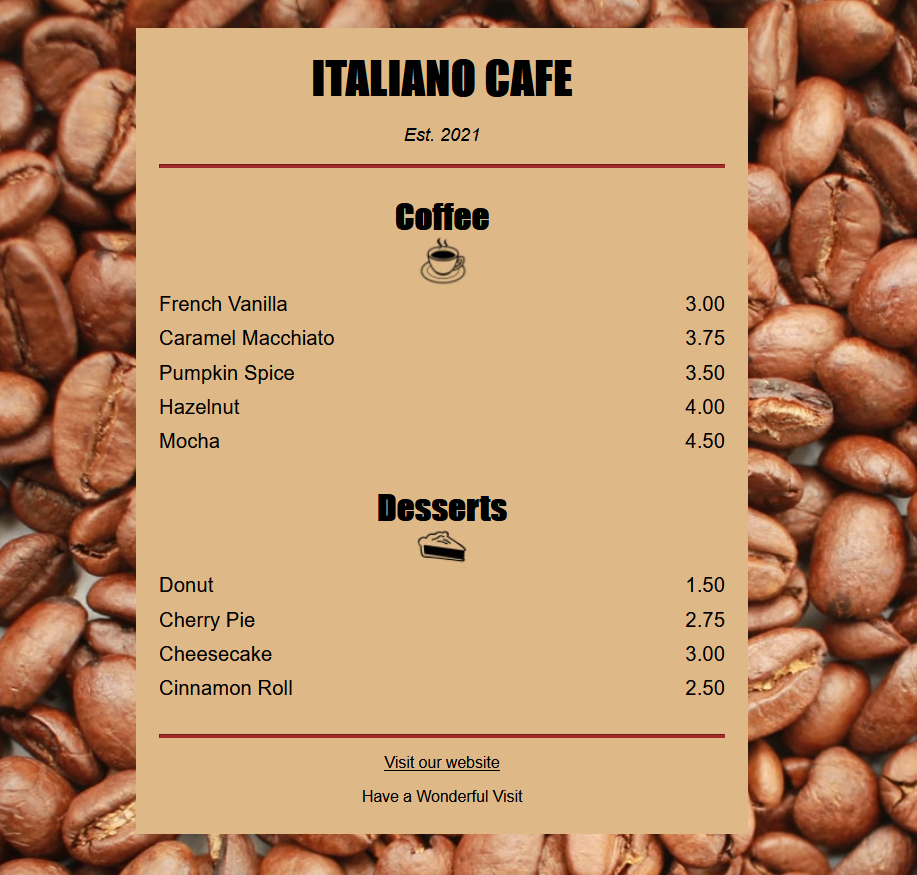 ITALIANO CAFE
Est. 2021
Coffee
French Vanilla 3.00
Caramel Macchiato 3.75
Pumpkin Spice 3.50
Hazelnut 4.00
Mocha 4.50
Desserts
Donut 1.50
Cherry Pie 2.75
Cheesecake 3.00
Cinnamon Roll 2.50
Visit our website
Have a Wonderful Visit